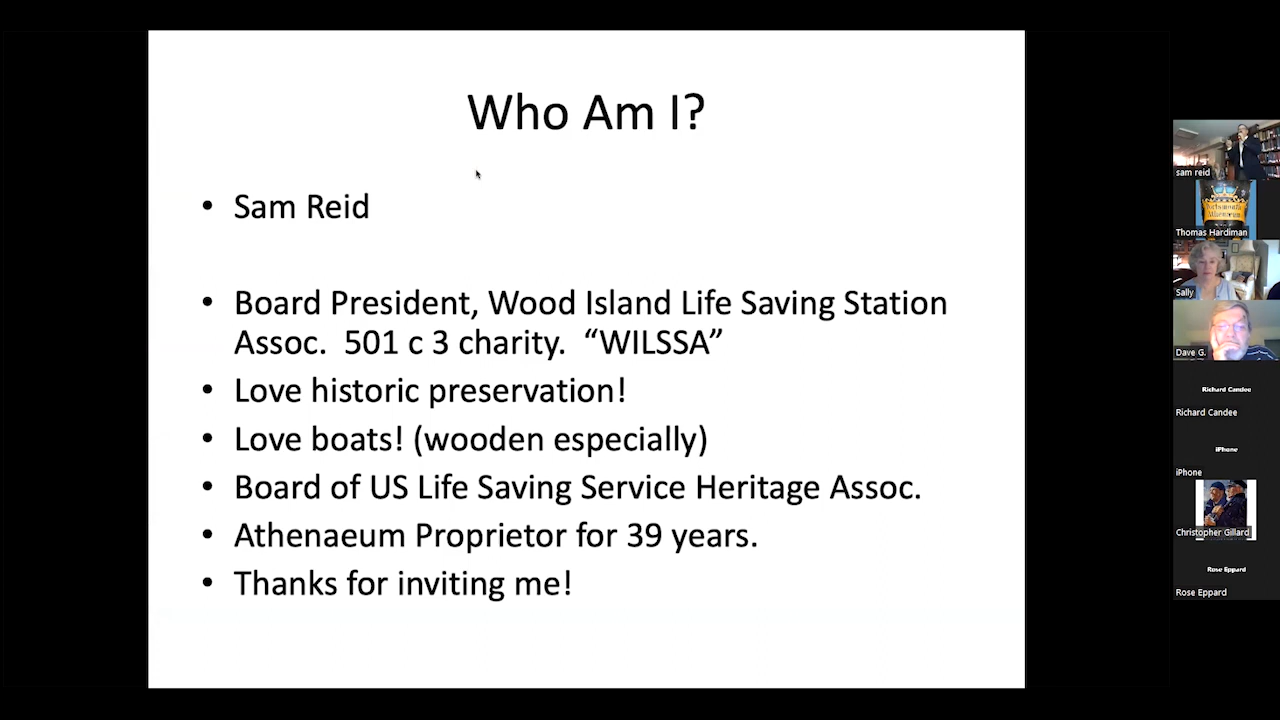 Who Am I?
• Sam Reid
• Board President, Wood Island Life Saving Station
Assoc.  501 c 3 charity.  “WILSSA”
• Love historic preservation!
• Love boats! (wooden especially)
• Board of US Life Saving Service Heritage Assoc.
• Athenaeum Proprietor for 39 years.
• Thanks for inviting me!
sam reid
Portsmouth
Athenaeum
Thomas Hardiman
Sally
Dave G.
Richard Candee
Richard Candee
iPhone
iPhone
Christopher Gillard
Rose Eppard
Rose Eppard